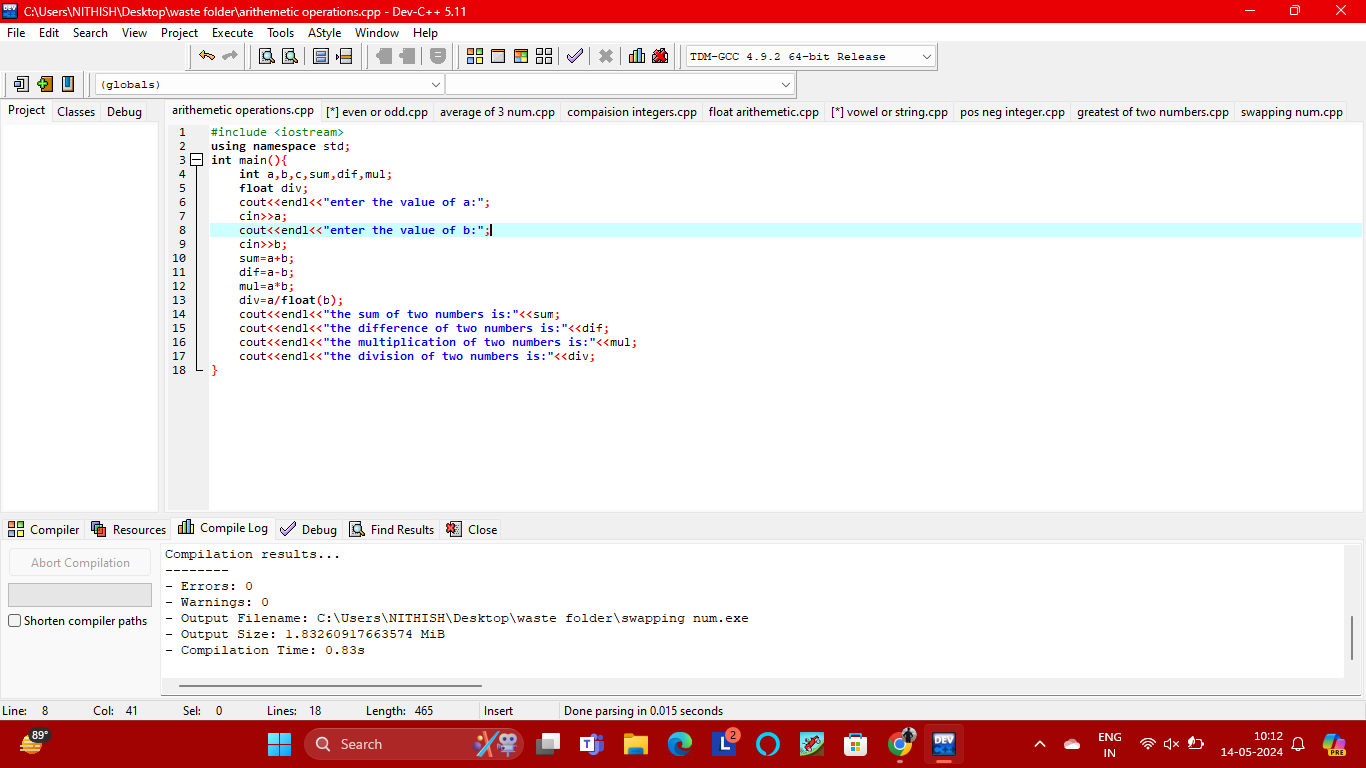 C:\Users\NITHISH\Desktop\waste folder\arithemetic operations.cpp - Dev-C++ 5.11
File Edit Search View Project Execute Tools AStyle Window Help
TDM-GCC 4.9.2 64-bit Release
(globals)
Project Classes Debug
arithemetic operations.cpp [*] even or odd.cpp average of 3 num.cpp compaision integers.cpp float arithemetic.cpp [*] vowel or string.cpp pos neg integer.cpp greatest of two numbers.cpp swapping num.cpp
1 #include <iostream>
2 using namespace std;
3 int main(){
4 int a,b,c,sum,dif,mul;
5 float div;
6 cout<<endl<<"enter the value of a:";
7 cin>>a;
8 cout<<endl<<"enter the value of b:";
9 cin>>b;
10 sum=a+b;
11 dif=a-b;
12 mul=a*b;
13 div=a/float(b);
14 cout<<endl<<"the sum of two numbers is:"<<sum;
15 cout<<endl<<"the difference of two numbers is:"<<dif;
16 cout<<endl<<"the multiplication of two numbers is:"<<mul;
17 cout<<endl<<"the division of two numbers is:"<<div;
18 }
Compiler Resources Compile Log Debug Find Results Close
Abort Compilation
Shorten compiler paths
Compilation results...
--------
- Errors: 0
- Warnings: 0
- Output Filename: C:\Users\NITHISH\Desktop\waste folder\swapping num.exe
- Output Size: 1.83260917663574 MiB
- Compilation Time: 0.83s
Line: 8 Col: 41 Sel: 0 Lines: 18 Length: 465 Insert Done parsing in 0.015 seconds
89°
Search
L 2
DEV
ENG
IN
10:12
14-05-2024
PRE